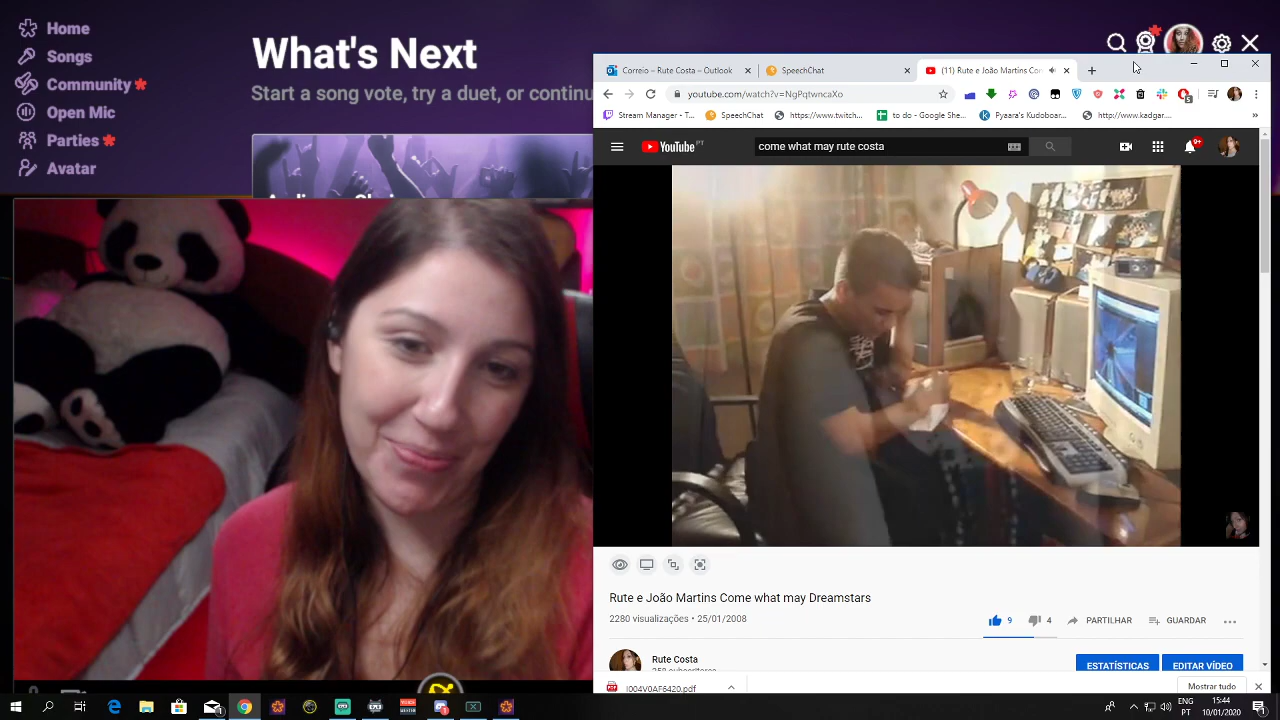 Home
Songs
Community
Open Mic
Parties
Avatar
What's Next
Start a song vote, try a duet, or continu
Correio – Rute Costa – Outlook
SpeechChat
(11) Rute e João Martins Com
youtube.com/watch?v=NgPqtwncaXo
Stream Manager - T...
SpeechChat
https://www.twitch...
to do - Google She...
Pyaara's Kudoboar...
http://www.kadgar....
YouTube PT
come what may rute costa
9+
Rute e João Martins Come what may Dreamstars
2280 visualizações • 25/01/2008
9
4
PARTILHAR
GUARDAR
Rute Costa
ESTATÍSTICAS
EDITAR VÍDEO
I004V0AF6420.pdf
Mostrar tudo
ENG
PT
15:44
10/01/2020